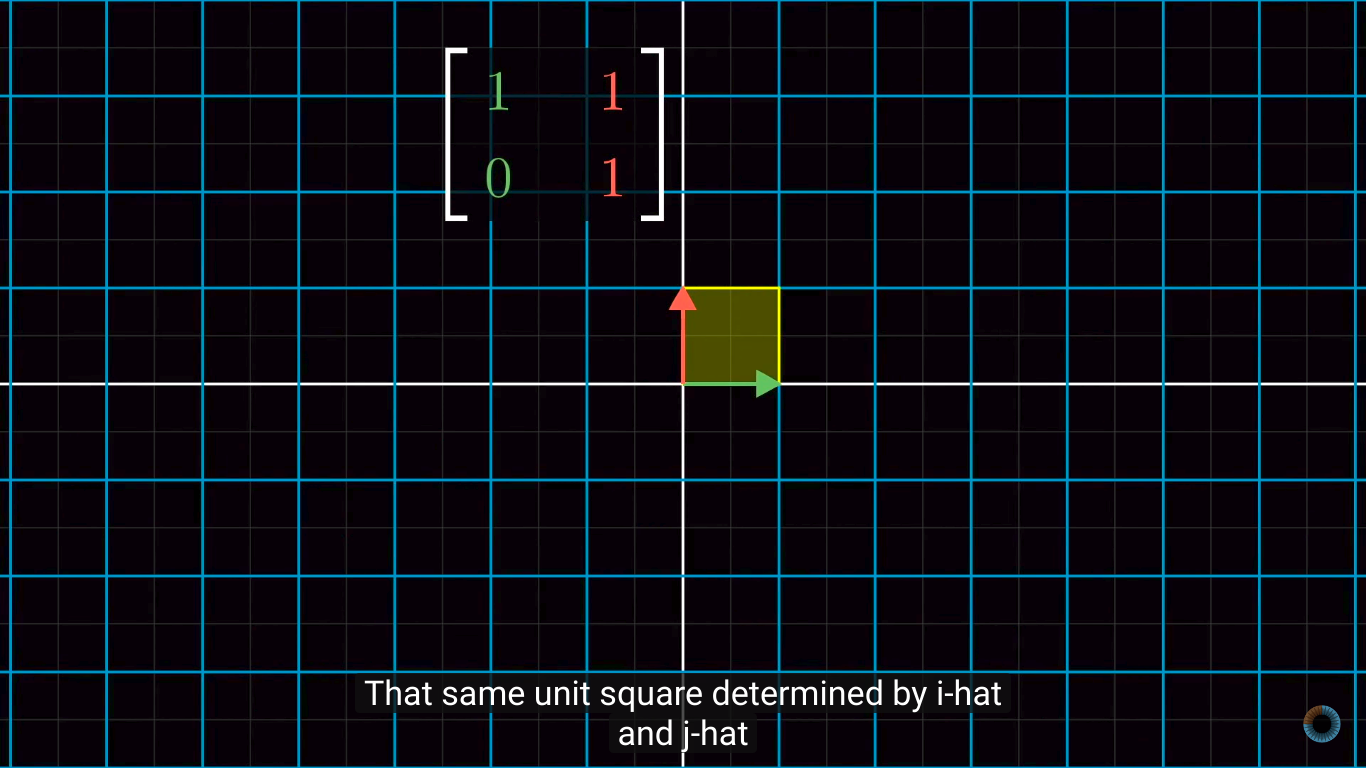 1 1
0 1
That same unit square determined by i-hat
and j-hat